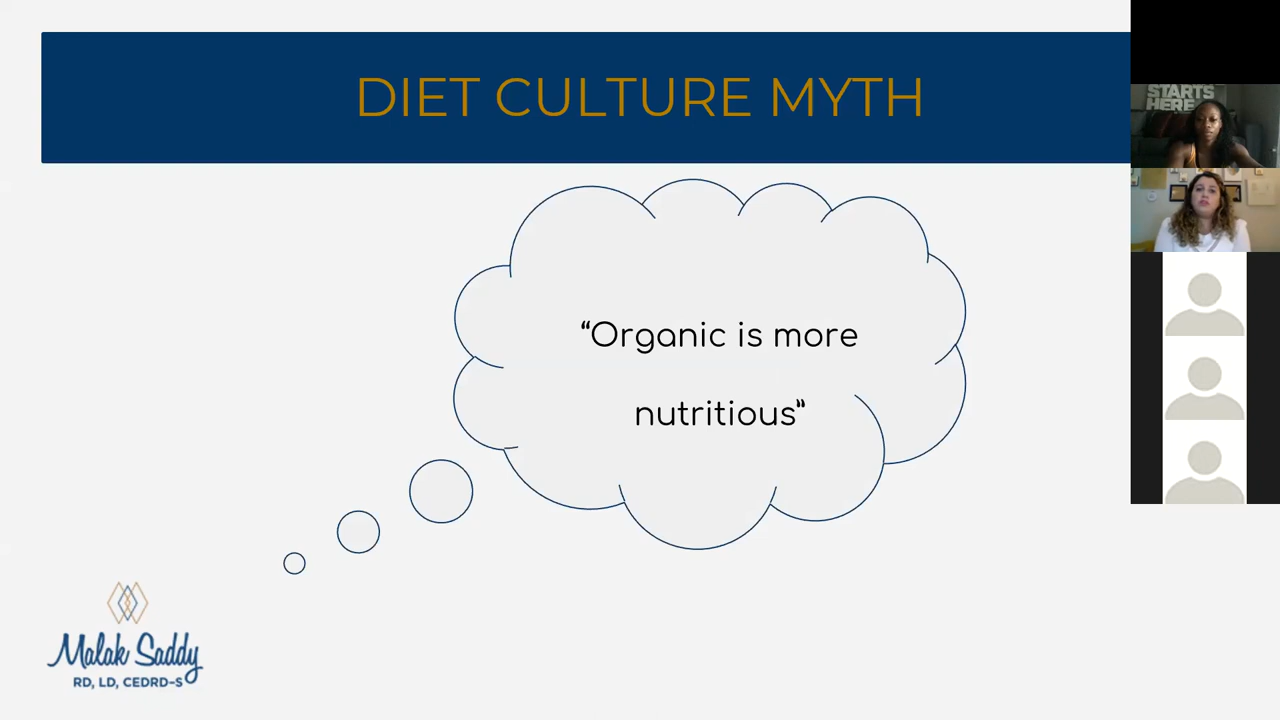 DIET CULTURE MYTH
STARTS
HERE
“Organic is more
nutritious”
Malak Saddy
RD, LD, CEDRD-S